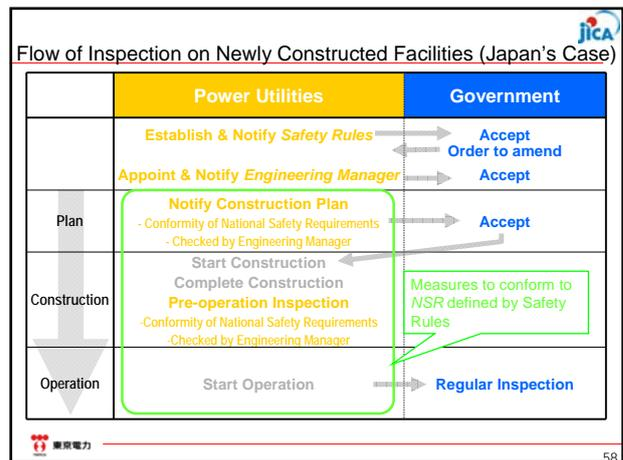 jICA
Flow of Inspection on Newly Constructed Facilities (Japan's Case)
Power Utilities
Government
Establish & Notify Safety Rules
Accept
Order to amend
Appoint & Notify Engineering Manager
Accept
Plan
Notify Construction Plan
- Conformity of National Safety Requirements
- Checked by Engineering Manager
Accept
Construction
Start Construction
Complete Construction
Pre-operation Inspection
-Conformity of National Safety Requirements
-Checked by Engineering Manager
Measures to conform to
NSR defined by Safety
Rules
Operation
Start Operation
Regular Inspection
東京電力
58